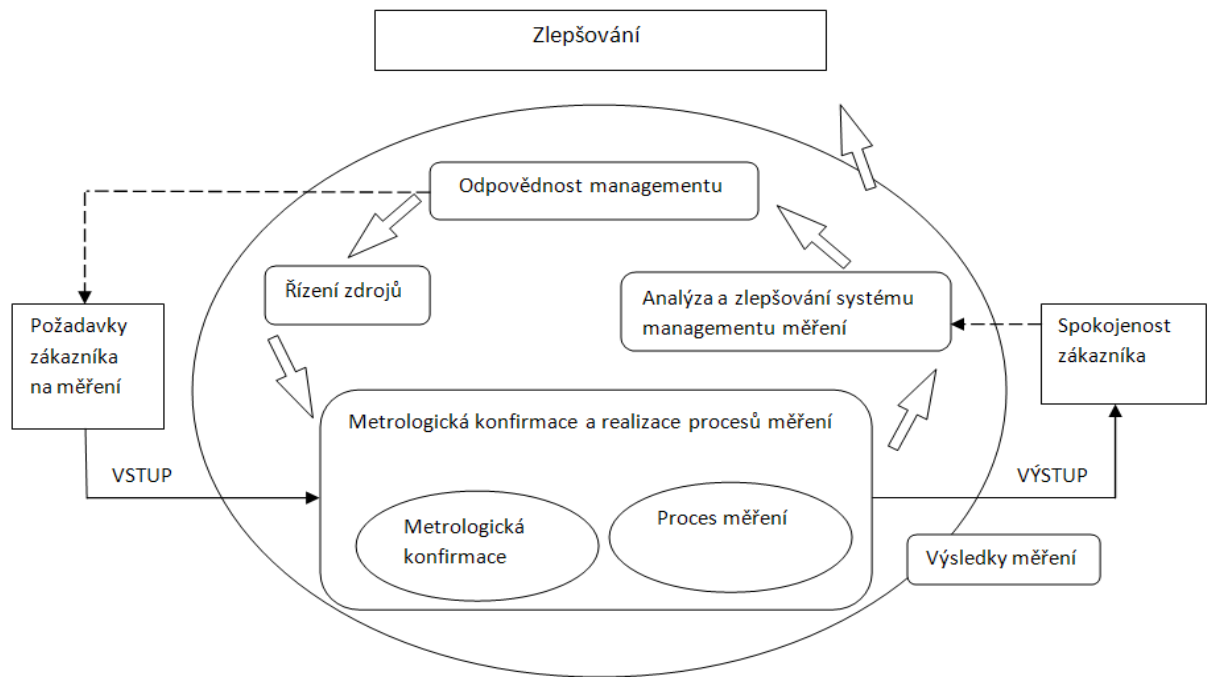 Zlepšování
Odpovědnost managementu
Řízení zdrojů
Analýza a zlepšování systému
managementu měření
Požadavky
zákazníka
na měření
Spokojenost
zákazníka
Metrologická konfirmace a realizace procesů měření
VSTUP
VÝSTUP
Metrologická
konfirmace
Proces měření
Výsledky měření